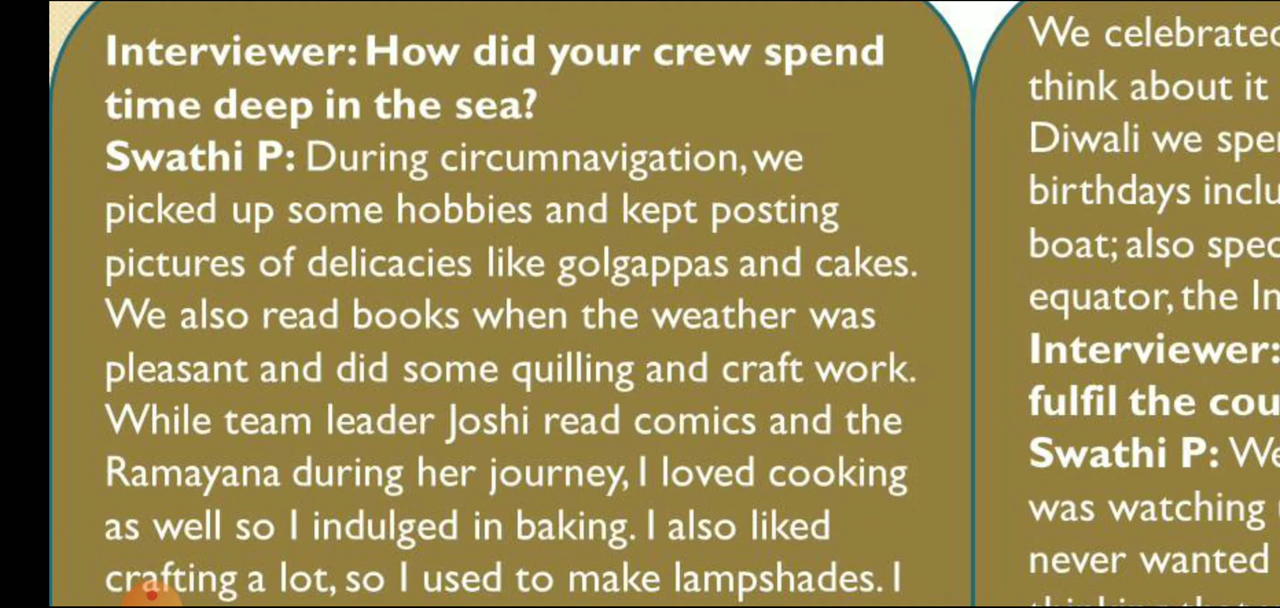 Interviewer: How did your crew spend
time deep in the sea?
Swathi P: During circumnavigation, we
picked up some hobbies and kept posting
pictures of delicacies like golgappas and cakes.
We also read books when the weather was
pleasant and did some quilling and craft work.
While team leader Joshi read comics and the
Ramayana during her journey, I loved cooking
as well so I indulged in baking. I also liked
crafting a lot, so I used to make lampshades. I
We celebrated
think about it
Diwali we
birthdays
boat; also
equator, the
Interviewer:
fulfil the
Swathi P: We
was watching
never wanted